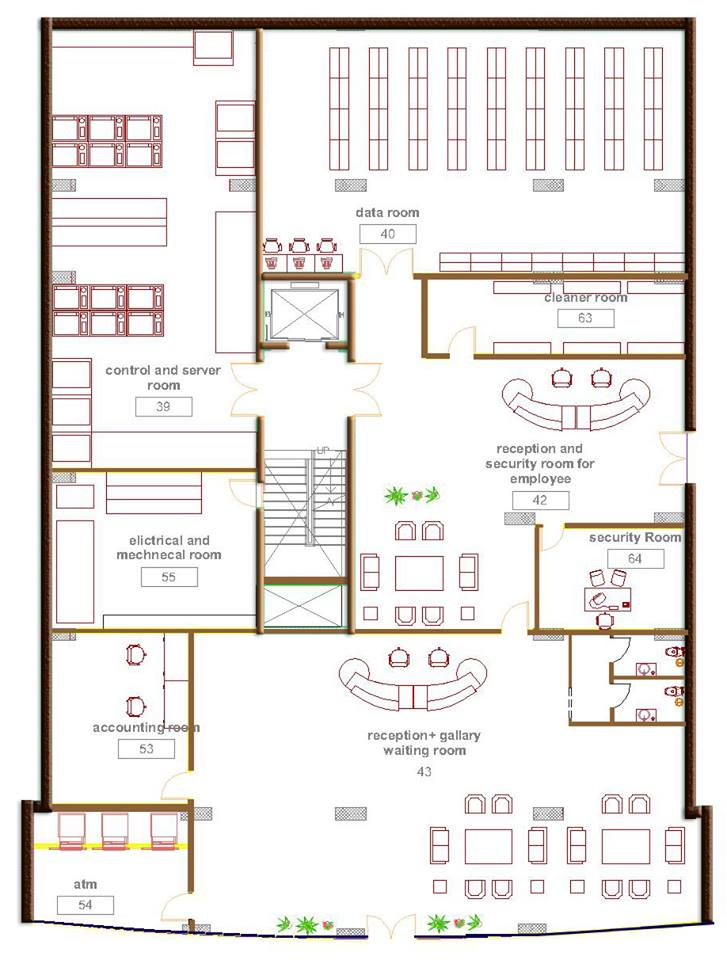 data room
40
cleaner room
63
control and server
room
39
UP
reception and
security room for
employee
42
elictrical and
mechnecal room
55
security Room
64
accounting room
53
reception+ gallary
waiting room
43
atm
54